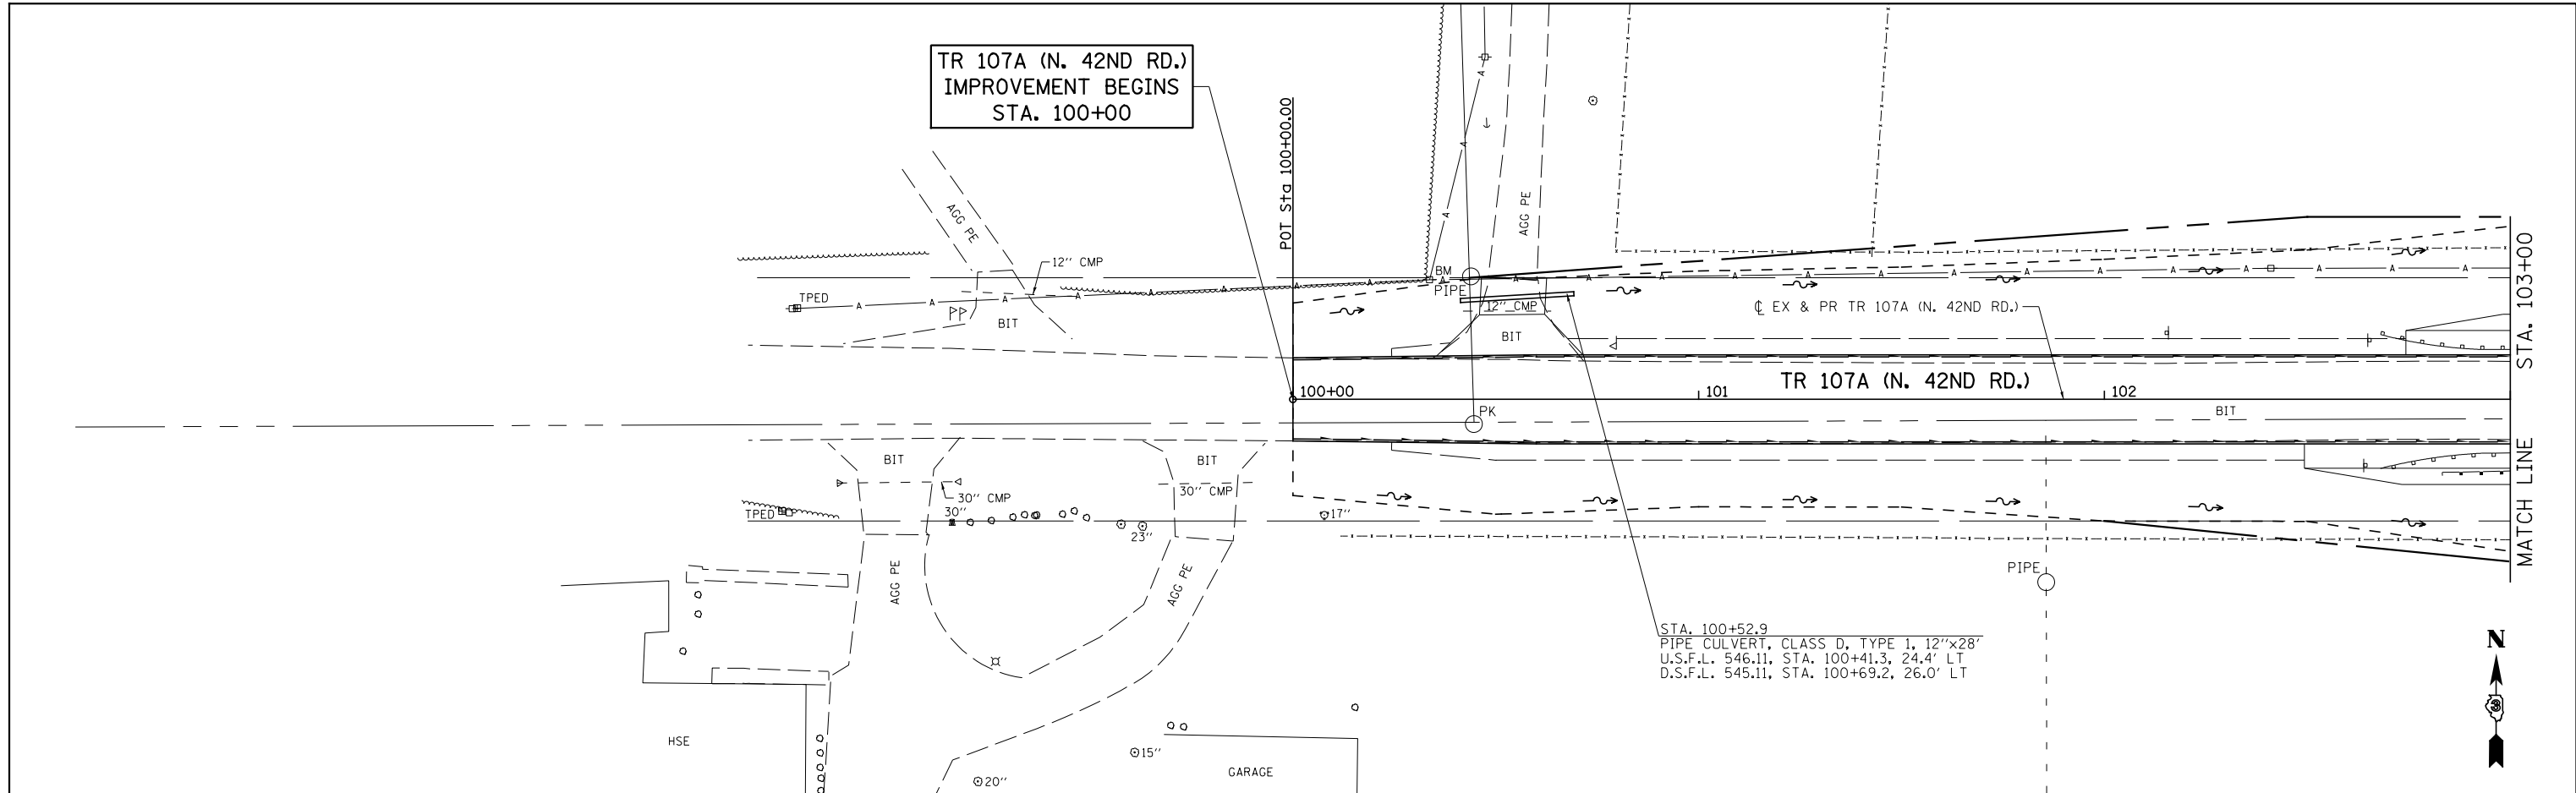 TR 107A (N. 42ND RD.)
IMPROVEMENT BEGINS
STA. 100+00
POT Sta 100+00.00
A
A
A
AGG PE
AGG PE
12" CMP
TPED
A A A A A A A A A A A A A A A A A A A A A A A
BM
PIPE
PP
BIT
12" CMP
BIT
℄ EX & PR TR 107A (N. 42ND RD.)
STA. 103+00
MATCH LINE
TR 107A (N. 42ND RD.)
100+00
101
102
PK
BIT
BIT
BIT
30" CMP
30" CMP
30"
TPED
17"
23"
AGG PE
AGG PE
PIPE
STA. 100+52.9
PIPE CULVERT, CLASS D, TYPE 1, 12"x28'
U.S.F.L. 546.11, STA. 100+41.3, 24.4' LT
D.S.F.L. 545.11, STA. 100+69.2, 26.0' LT
N
3
HSE
15"
20"
GARAGE